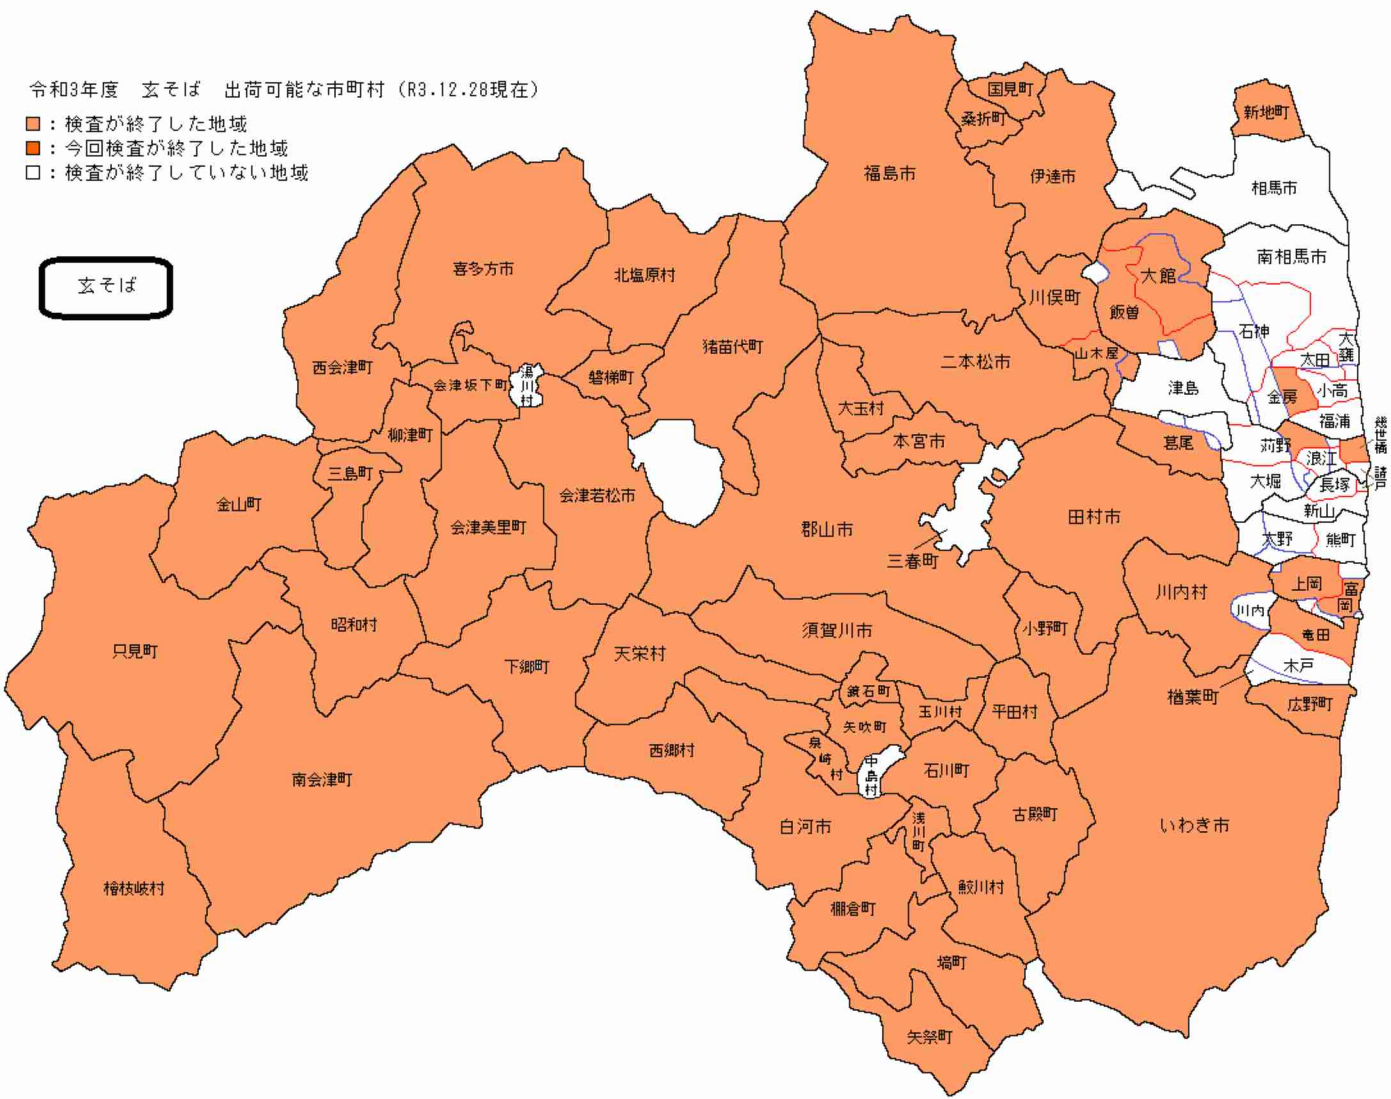 令和3年度　玄そば　出荷可能な市町村（R3.12.28現在）
：検査が終了した地域
：今回検査が終了した地域
：検査が終了していない地域
玄そば
国見町
桑折町
新地町
福島市
伊達市
相馬市
南相馬市
喜多方市
北塩原村
大館
川俣町
飯曽
石神
大甕
太田
猪苗代町
二本松市
山木屋
西会津町
会津坂下町
湯川村
磐梯町
津島
小高
金房
福浦
大玉村
本宮市
柳津町
葛尾
苅野
幾世橋
浪江
請戸
三島町
金山町
会津若松市
大堀
長塚
新山
会津美里町
郡山市
田村市
三春町
大野
熊町
川内村
上岡
富岡
川内
昭和村
須賀川市
小野町
竜田
只見町
下郷町
天栄村
木戸
楢葉町
広野町
鏡石町
玉川村
平田村
矢吹町
泉崎村
中島村
西郷村
石川町
南会津町
白河市
浅川町
古殿町
いわき市
檜枝岐村
鮫川村
棚倉町
塙町
矢祭町